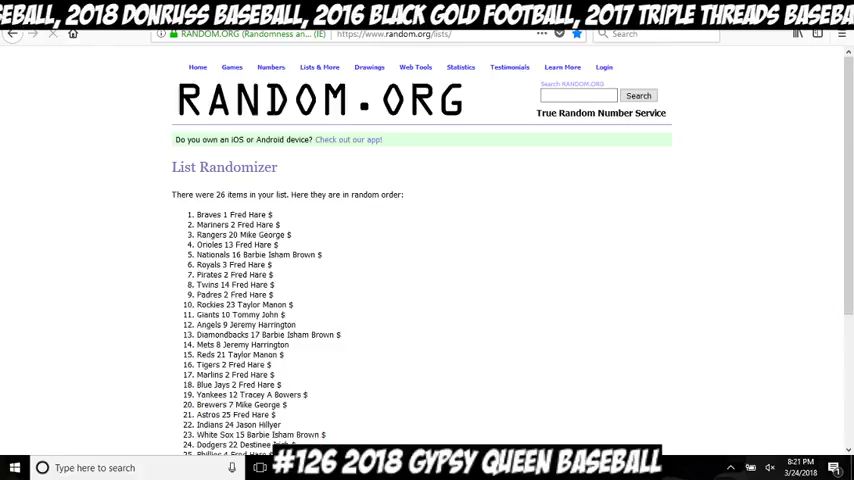 SEBALL, 2018 DONRUSS BASEBALL, 2016 BLACK GOLD FOOTBALL, 2017 TRIPLE THREADS BASEBA
RANDOM.ORG (Randomness an... (IE) https://www.random.org/lists/ Search
Home Games Numbers Lists & More Drawings Web Tools Statistics Testimonials Learn More Login
RANDOM.ORG
Search RANDOM.ORG
Search
True Random Number Service
Do you own an iOS or Android device? Check out our app!
List Randomizer
There were 26 items in your list. Here they are in random order:
1. Braves 1 Fred Hare $
2. Mariners 2 Fred Hare $
3. Rangers 20 Mike George $
4. Orioles 13 Fred Hare $
5. Nationals 16 Barbie Isham Brown $
6. Royals 3 Fred Hare $
7. Pirates 2 Fred Hare $
8. Twins 14 Fred Hare $
9. Padres 2 Fred Hare $
10. Rockies 23 Taylor Manon $
11. Giants 10 Tommy John $
12. Angels 9 Jeremy Harrington
13. Diamondbacks 17 Barbie Isham Brown $
14. Mets 8 Jeremy Harrington
15. Reds 21 Taylor Manon $
16. Tigers 2 Fred Hare $
17. Marlins 2 Fred Hare $
18. Blue Jays 2 Fred Hare $
19. Yankees 12 Tracey A Bowers $
20. Brewers 7 Mike George $
21. Astros 25 Fred Hare $
22. Indians 24 Jason Hillyer
23. White Sox 15 Barbie Isham Brown $
24. Dodgers 22 Destinee
25. Phillies 4 Fred
#126 2018 GYPSY QUEEN BASEBALL
Type here to search
8:21 PM
3/24/2018